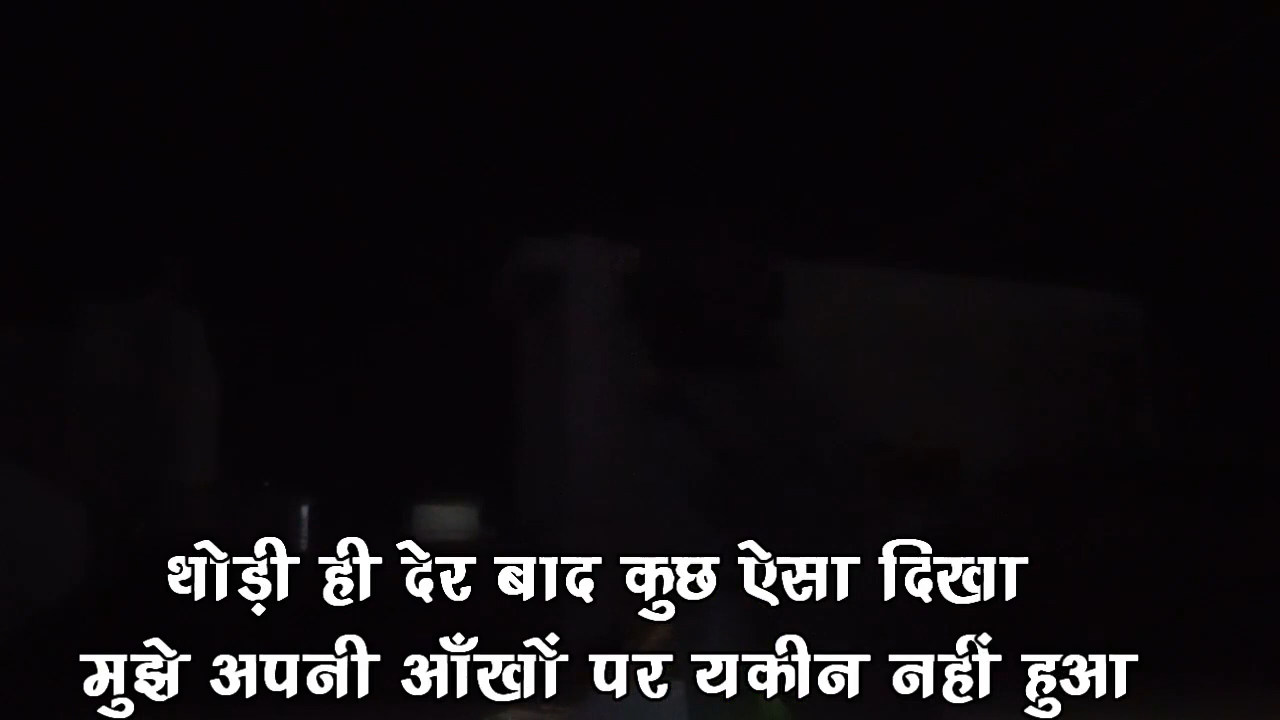 थोड़ी ही देर बाद कुछ ऐसा दिखा
मुझे अपनी आँखों पर यकीन नहीं हुआ